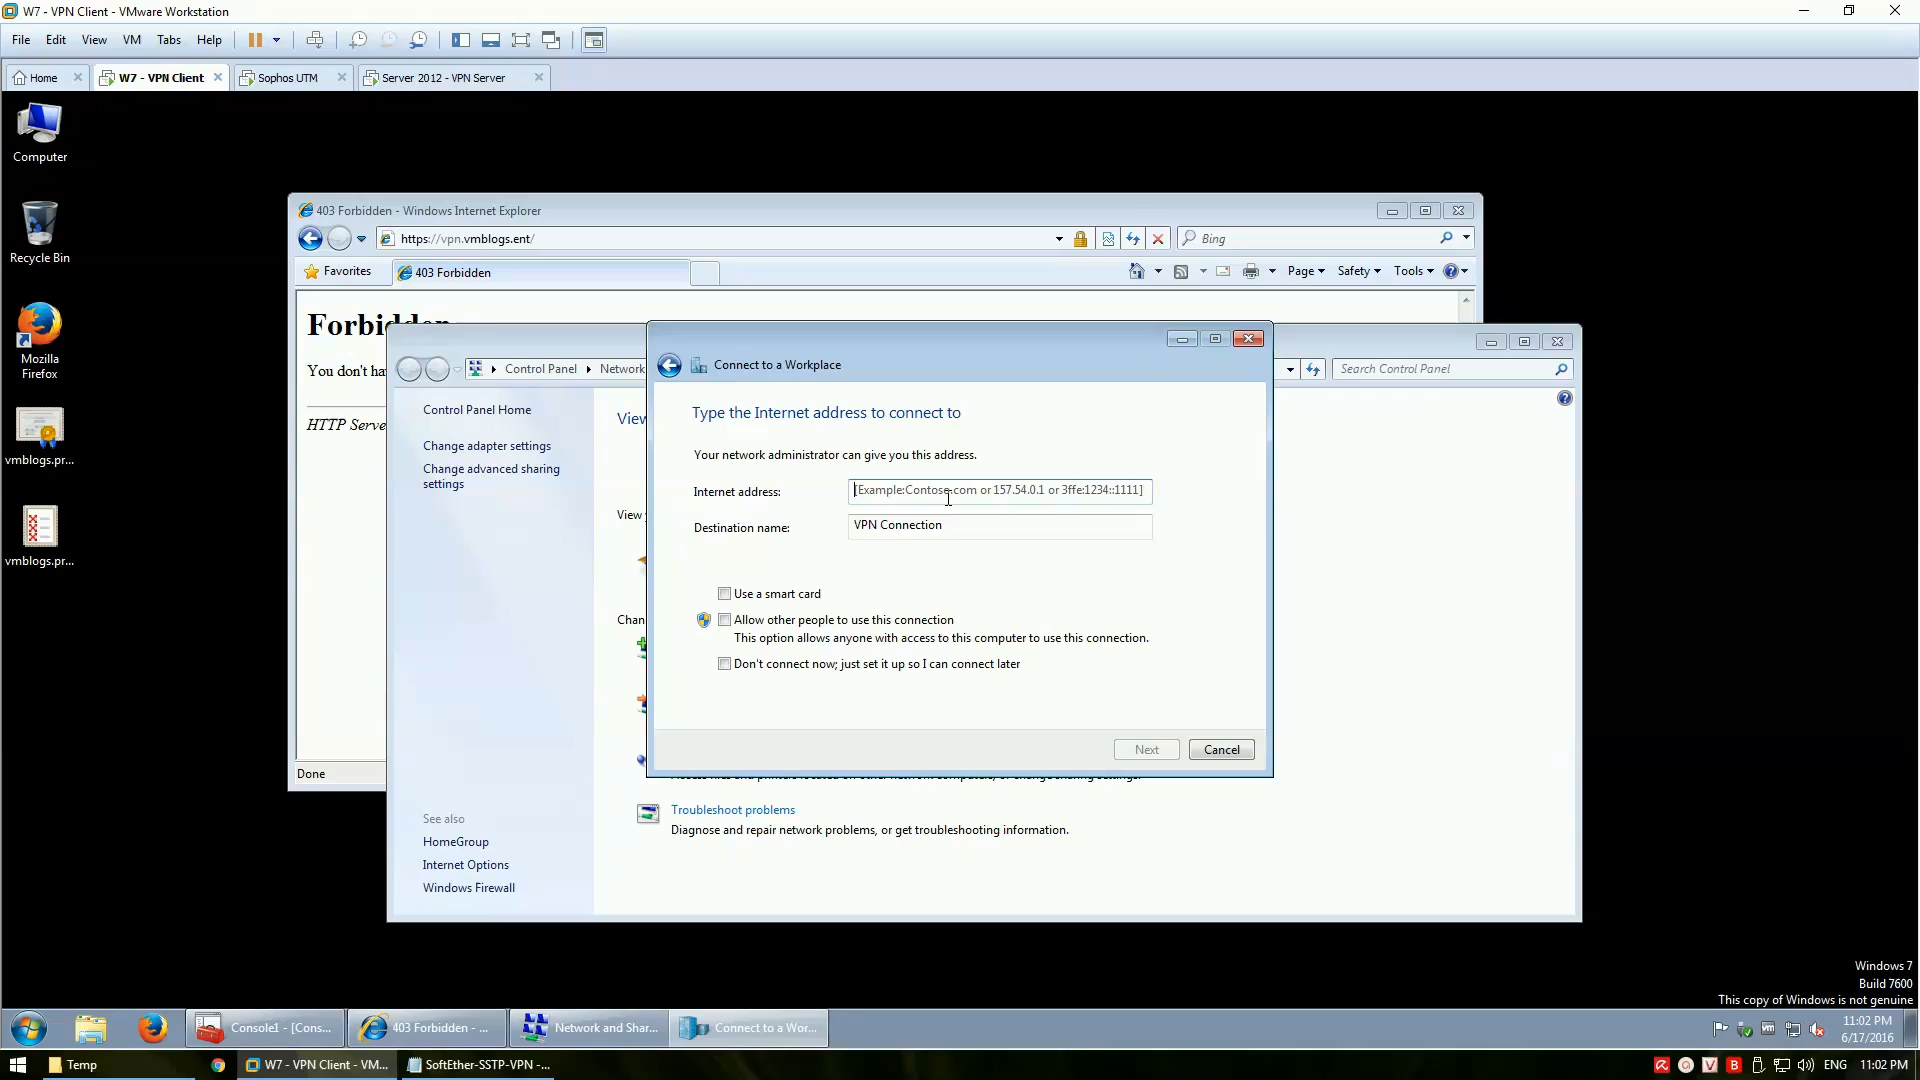 W7 - VPN Client - VMware Workstation
File Edit View VM Tabs Help
Home W7 - VPN Client Sophos UTM Server 2012 - VPN Server
Computer
Recycle Bin
Mozilla
Firefox
vmblogs.pr...
vmblogs.pr...
403 Forbidden - Windows Internet Explorer
https://vpn.vmblogs.ent/
Bing
Favorites
403 Forbidden
Page
Safety
Tools
Forbidden
You don't ha
HTTP Serve
Done
Control Panel
Network
Search Control Panel
Control Panel Home
Change adapter settings
Change advanced sharing
settings
See also
HomeGroup
Internet Options
Windows Firewall
View
View
Chan
Troubleshoot problems
Diagnose and repair network problems, or get troubleshooting information.
Connect to a Workplace
Type the Internet address to connect to
Your network administrator can give you this address.
Internet address:
[Example:Contoso.com or 157.54.0.1 or 3ffe:1234::1111]
Destination name:
VPN Connection
Use a smart card
Allow other people to use this connection
This option allows anyone with access to this computer to use this connection.
Don't connect now; just set it up so I can connect later
Next
Cancel
Windows 7
Build 7600
This copy of Windows is not genuine
Console1 - [Cons...
403 Forbidden - ...
Network and Shar...
Connect to a Wor...
11:02 PM
6/17/2016
Temp
W7 - VPN Client - VM...
SoftEther-SSTP-VPN -...
ENG
11:02 PM